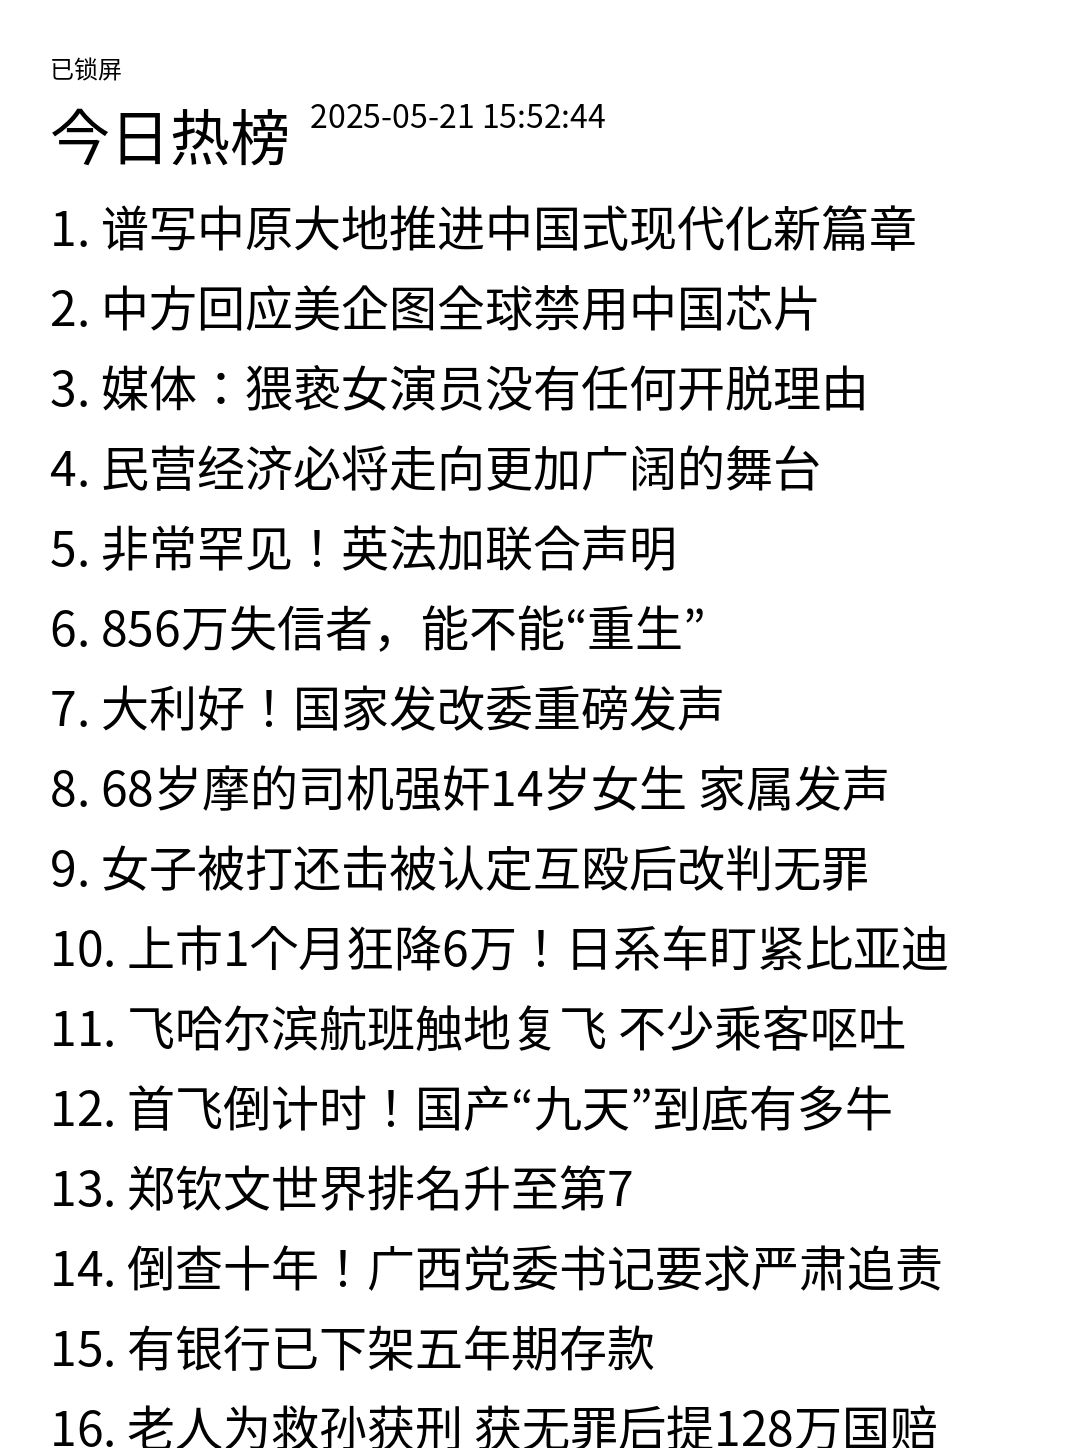 已锁屏
今日热榜 2025-05-21 15:52:44
1. 谱写中原大地推进中国式现代化新篇章
2. 中方回应美企图全球禁用中国芯片
3. 媒体：猥亵女演员没有任何开脱理由
4. 民营经济必将走向更加广阔的舞台
5. 非常罕见！英法加联合声明
6. 856万失信者，能不能“重生”
7. 大利好！国家发改委重磅发声
8. 68岁摩的司机强奸14岁女生 家属发声
9. 女子被打还击被认定互殴后改判无罪
10. 上市1个月狂降6万！日系车盯紧比亚迪
11. 飞哈尔滨航班触地复飞 不少乘客呕吐
12. 首飞倒计时！国产“九天”到底有多牛
13. 郑钦文世界排名升至第7
14. 倒查十年！广西党委书记要求严肃追责
15. 有银行已下架五年期存款
16. 老人为救孙获刑 获无罪后提128万国赔